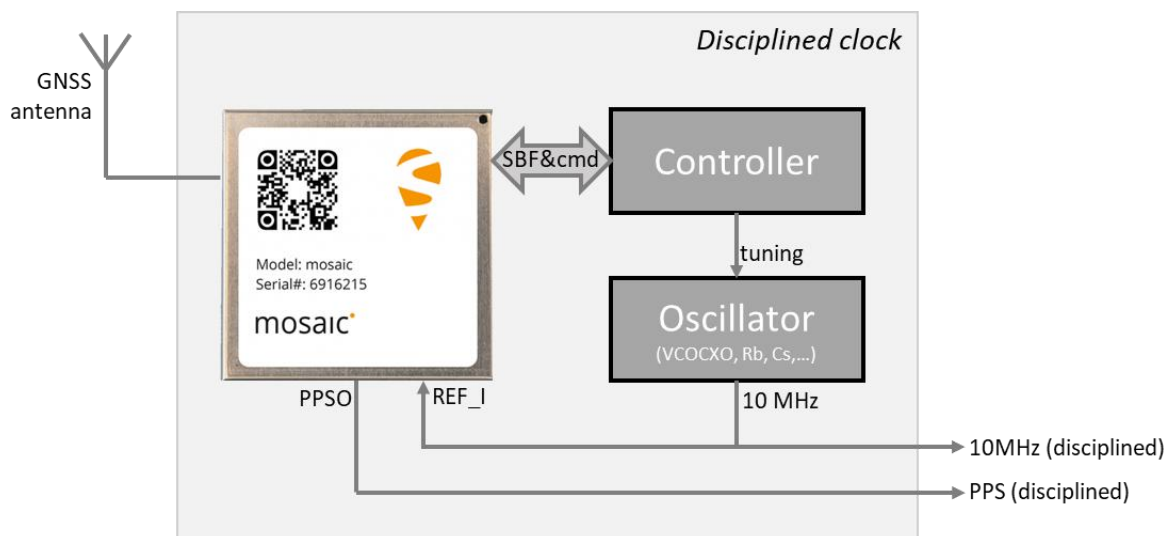 Disciplined clock
GNSS
antenna
SBF&cmd
Controller
Model: mosaic
Serial#: 6916215
mosaic
tuning
Oscillator
(VCOCXO, Rb, Cs,...)
PPSO
REF_I
10 MHz
10MHz (disciplined)
PPS (disciplined)